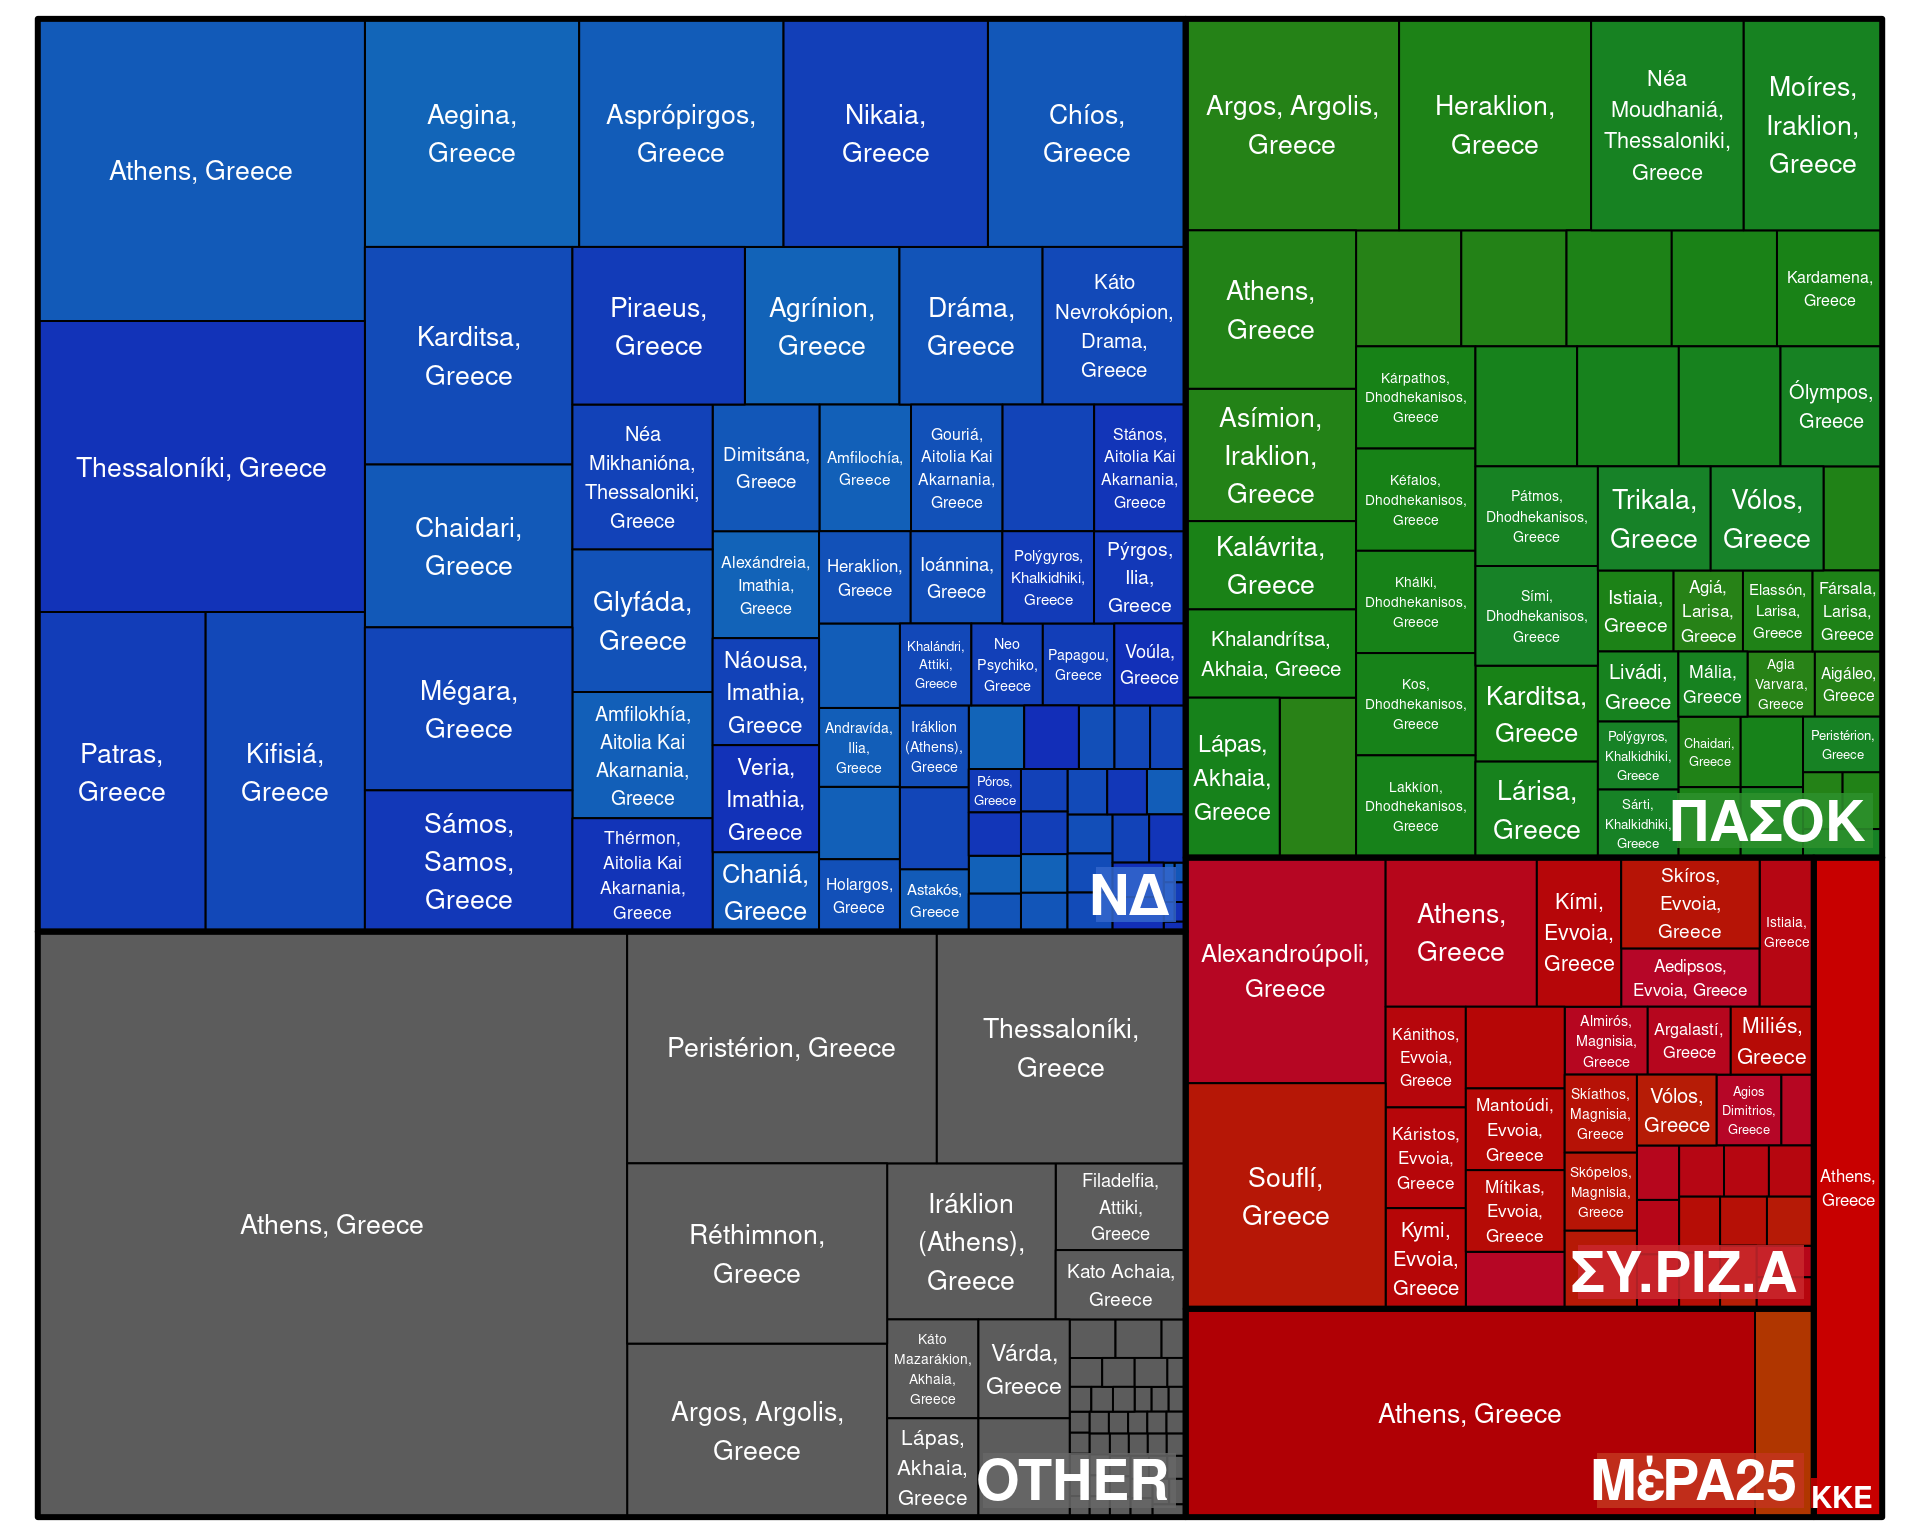 Athens, Greece
Thessaloníki, Greece
Patras,
Greece
Kifisiá,
Greece
Aegina,
Greece
Asprópirgos,
Greece
Nikaia,
Greece
Chíos,
Greece
Karditsa,
Greece
Chaidari,
Greece
Mégara,
Greece
Sámos,
Samos,
Greece
Piraeus,
Greece
Agrínion,
Greece
Dráma,
Greece
Káto
Nevrokópion,
Drama,
Greece
Néa
Mikhanióna,
Thessaloniki,
Greece
Glyfáda,
Greece
Amfilokhía,
Aitolia Kai
Akarnania,
Greece
Thérmon,
Aitolia Kai
Akarnania,
Greece
Dimitsána,
Greece
Amfilochía,
Greece
Gouriá,
Aitolia Kai
Akarnania,
Greece
Stános,
Aitolia Kai
Akarnania,
Greece
Alexándreia,
Imathia,
Greece
Náousa,
Imathia,
Greece
Veria,
Imathia,
Greece
Chaniá,
Greece
Heraklion,
Greece
Ioánnina,
Greece
Polýgyros,
Khalkidhiki,
Greece
Pýrgos,
Ilia,
Greece
Khalándri,
Attiki,
Greece
Neo
Psychiko,
Greece
Papagou,
Greece
Voúla,
Greece
Andravída,
Ilia,
Greece
Iráklion
(Athens),
Greece
Póros,
Greece
Holargos,
Greece
Astakós,
Greece
ΝΔ
Argos, Argolis,
Greece
Heraklion,
Greece
Néa
Moudhaniá,
Thessaloniki,
Greece
Moíres,
Iraklion,
Greece
Athens,
Greece
Asímion,
Iraklion,
Greece
Kalávrita,
Greece
Khalandrítsa,
Akhaia, Greece
Lápas,
Akhaia,
Greece
Kardamena,
Greece
Kárpathos,
Dhodhekanisos,
Greece
Kéfalos,
Dhodhekanisos,
Greece
Khálki,
Dhodhekanisos,
Greece
Kos,
Dhodhekanisos,
Greece
Lakkíon,
Dhodhekanisos,
Greece
Ólympos,
Greece
Pátmos,
Dhodhekanisos,
Greece
Sími,
Dhodhekanisos,
Greece
Karditsa,
Greece
Lárisa,
Greece
Trikala,
Greece
Vólos,
Greece
Istiaia,
Greece
Agiá,
Larisa,
Greece
Elassón,
Larisa,
Greece
Fársala,
Larisa,
Greece
Livádi,
Greece
Mália,
Greece
Agia
Varvara,
Greece
Aigáleo,
Greece
Polýgyros,
Khalkidhiki,
Greece
Chaidari,
Greece
Peristérion,
Greece
Sárti,
Khalkidhiki,
Greece
ΠΑΣΟΚ
Athens, Greece
Peristérion, Greece
Thessaloníki,
Greece
Réthimnon,
Greece
Argos, Argolis,
Greece
Iráklion
(Athens),
Greece
Filadelfia,
Attiki,
Greece
Kato Achaia,
Greece
Káto
Mazarákion,
Akhaia,
Greece
Várda,
Greece
Lápas,
Akhaia,
Greece
OTHER
Alexandroúpoli,
Greece
Souflí,
Greece
Athens,
Greece
Kími,
Evvoia,
Greece
Skíros,
Evvoia,
Greece
Aedipsos,
Evvoia, Greece
Istiaia,
Greece
Kánithos,
Evvoia,
Greece
Káristos,
Evvoia,
Greece
Kymi,
Evvoia,
Greece
Mantoúdi,
Evvoia,
Greece
Mítikas,
Evvoia,
Greece
Almirós,
Magnisia,
Greece
Argalastí,
Greece
Miliés,
Greece
Skíathos,
Magnisia,
Greece
Vólos,
Greece
Agios
Dimitrios,
Greece
Skópelos,
Magnisia,
Greece
ΣΥ.ΡΙΖ.Α
Athens, Greece
ΜέΡΑ25
Athens,
Greece
ΚΚΕ